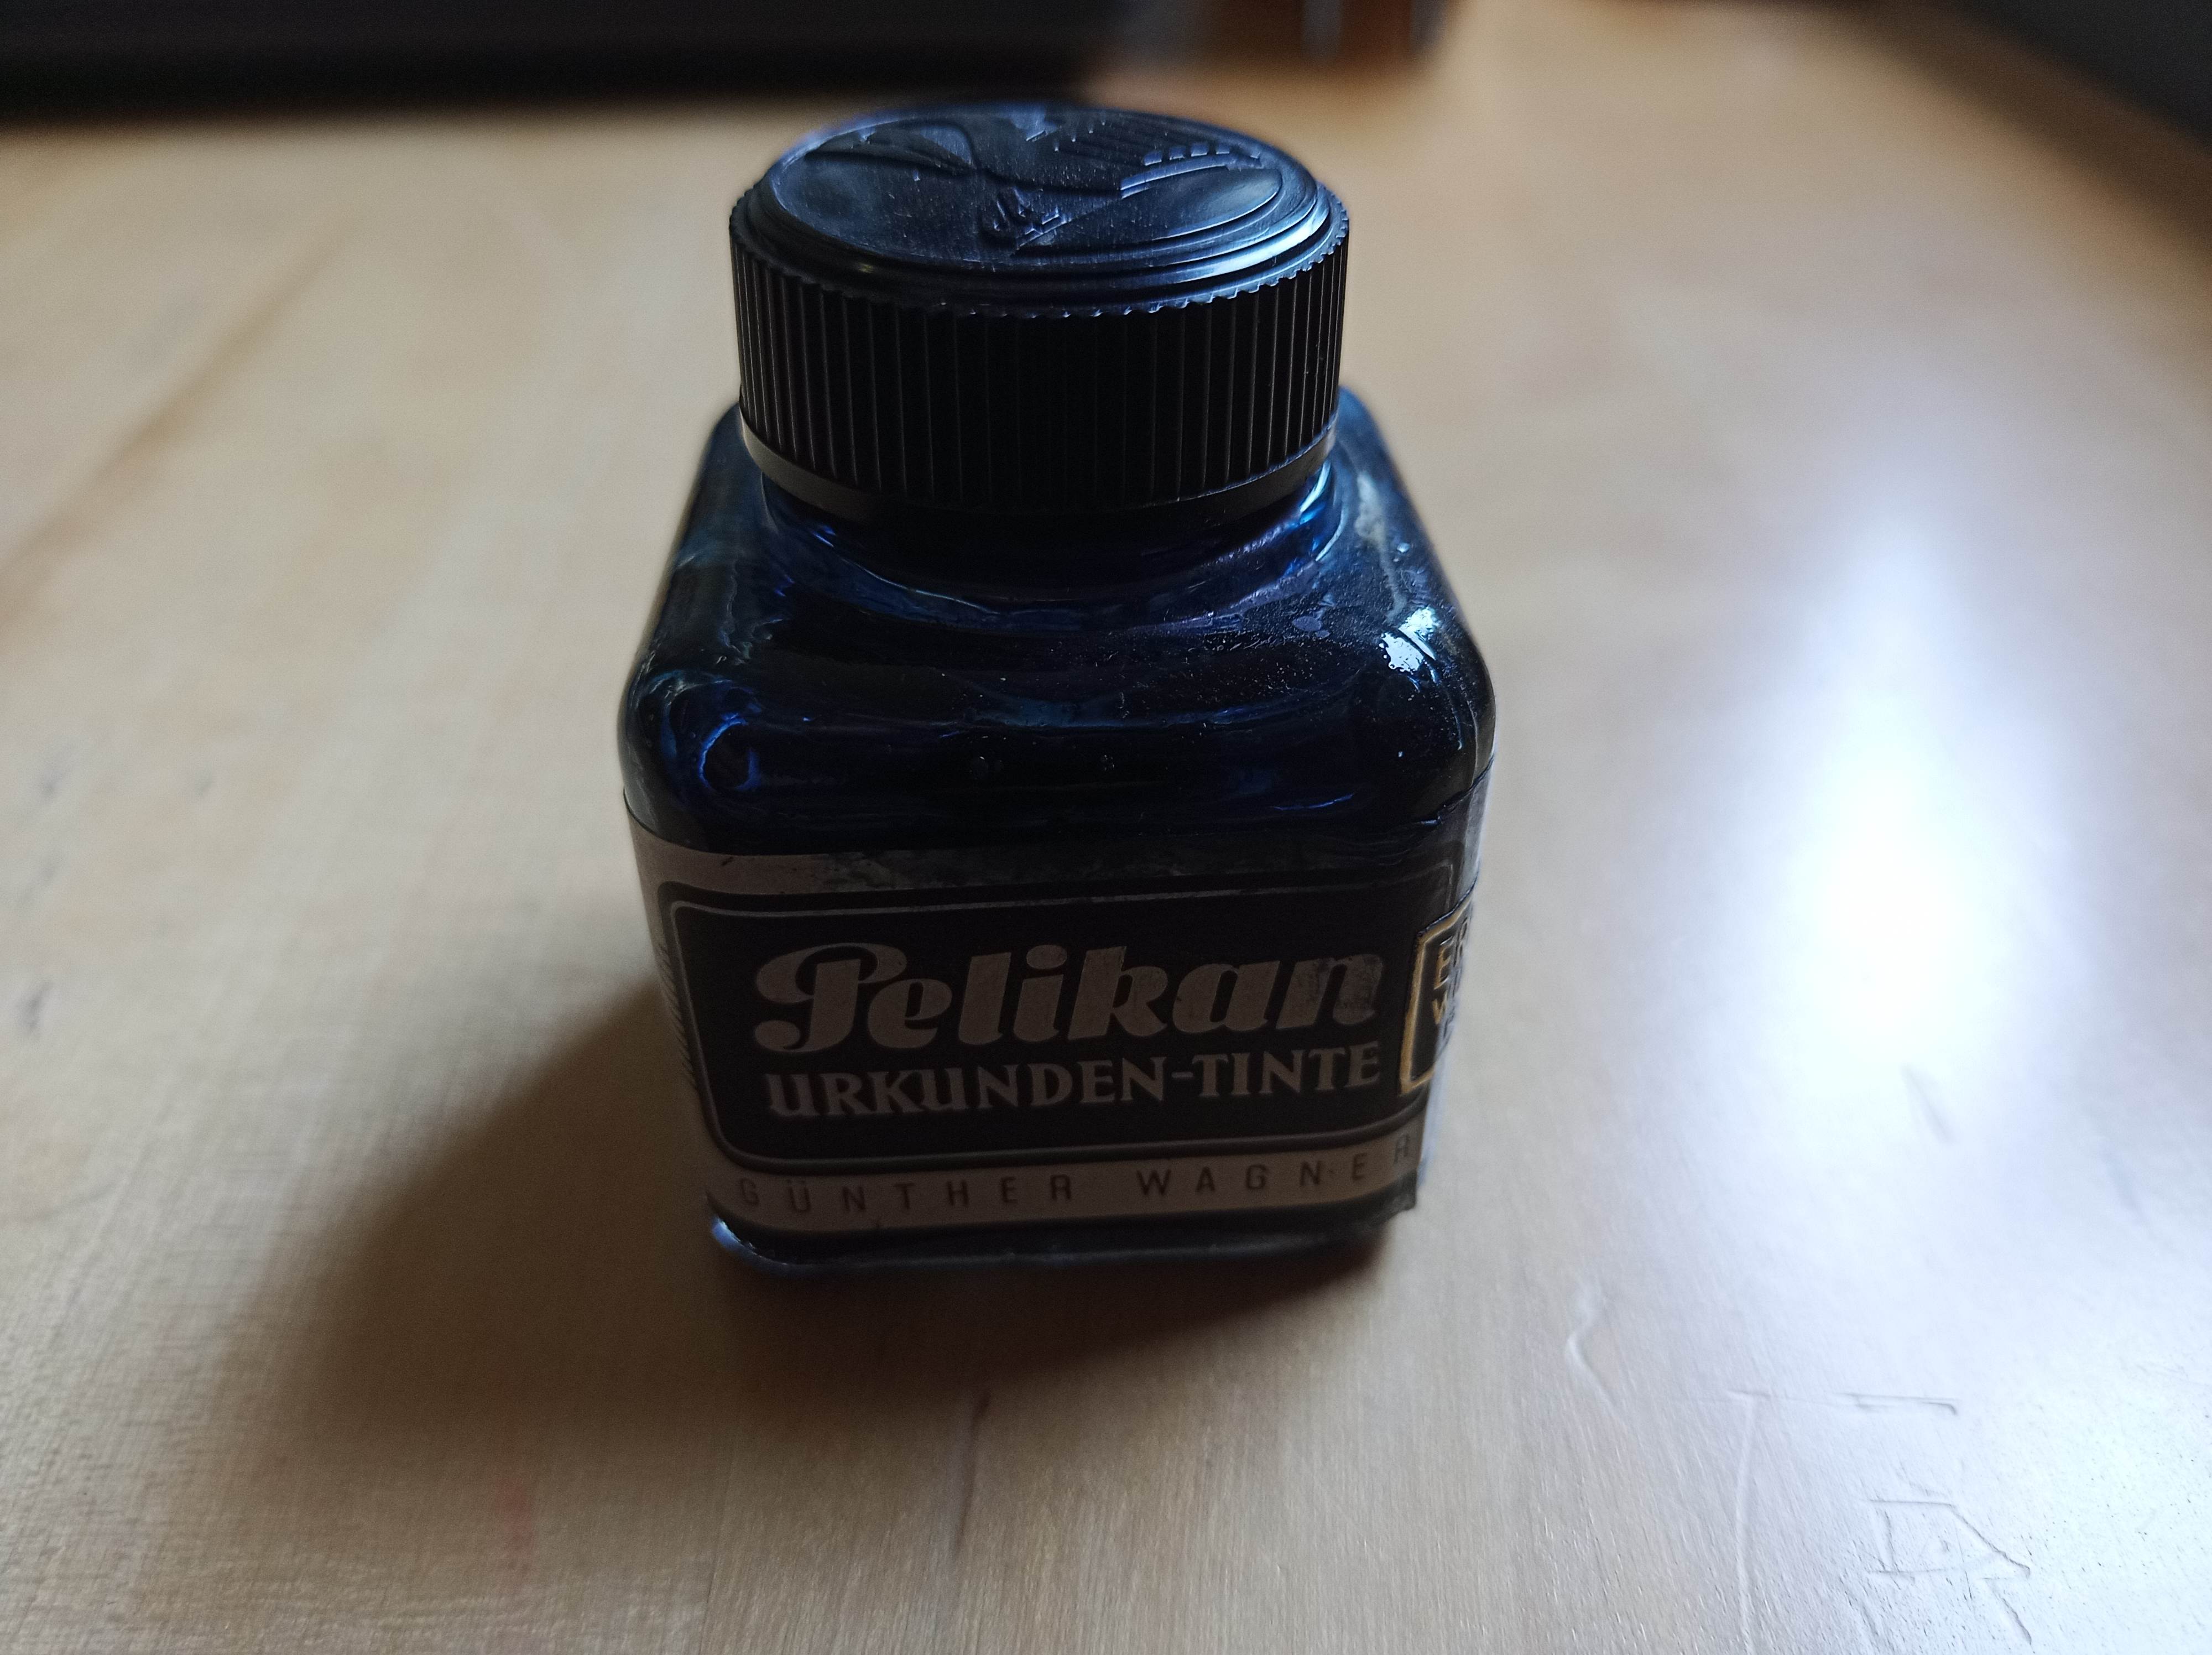 Pelikan
URKUNDEN-TINTE
GÜNTHER WAGNER